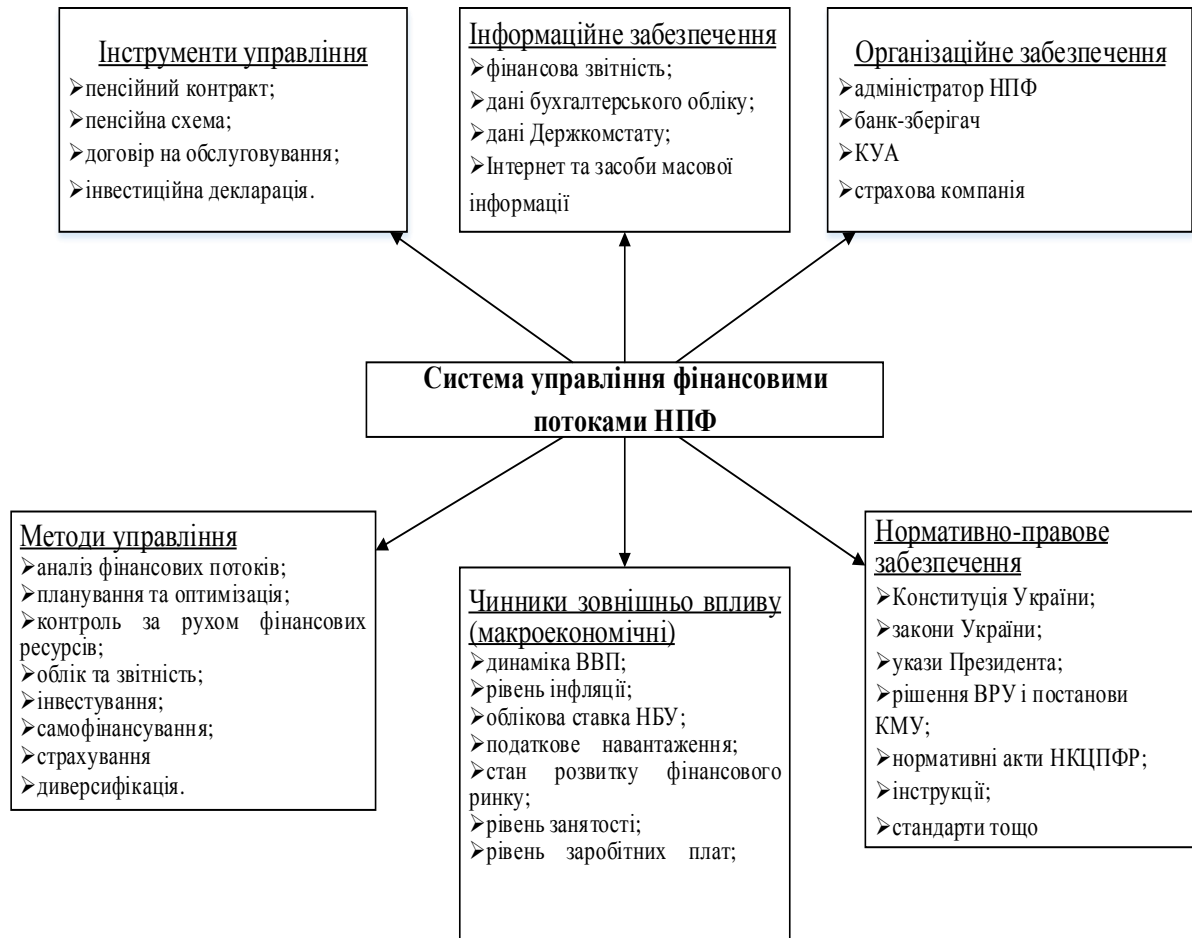 Інструменти управління
➢пенсійний контракт;
➢пенсійна схема;
➢договір на обслуговування;
➢інвестиційна декларація.
Інформаційне забезпечення
➢фінансова звітність;
➢дані бухгалтерського обліку;
➢дані Держкомстату;
➢Інтернет та засоби масової
інформації
Організаційне забезпечення
➢адміністратор НПФ
➢банк-зберігач
➢КУА
➢страхова компанія
Система управління фінансовими
потоками НПФ
Методи управління
➢аналіз фінансових потоків;
➢планування та оптимізація;
➢контроль за рухом фінансових
ресурсів;
➢облік та звітність;
➢інвестування;
➢самофінансування;
➢страхування
➢диверсифікація.
Чинники зовнішньо впливу
(макроекономічні)
➢динаміка ВВП;
➢рівень інфляції;
➢облікова ставка НБУ;
➢податкове навантаження;
➢стан розвитку фінансового
ринку;
➢рівень занятості;
➢рівень заробітних плат;
Нормативно-правове
забезпечення
➢Конституція України;
➢закони України;
➢укази Президента;
➢рішення ВРУ і постанови
КМУ;
➢нормативні акти НКЦПФР;
➢інструкції;
➢стандарти тощо